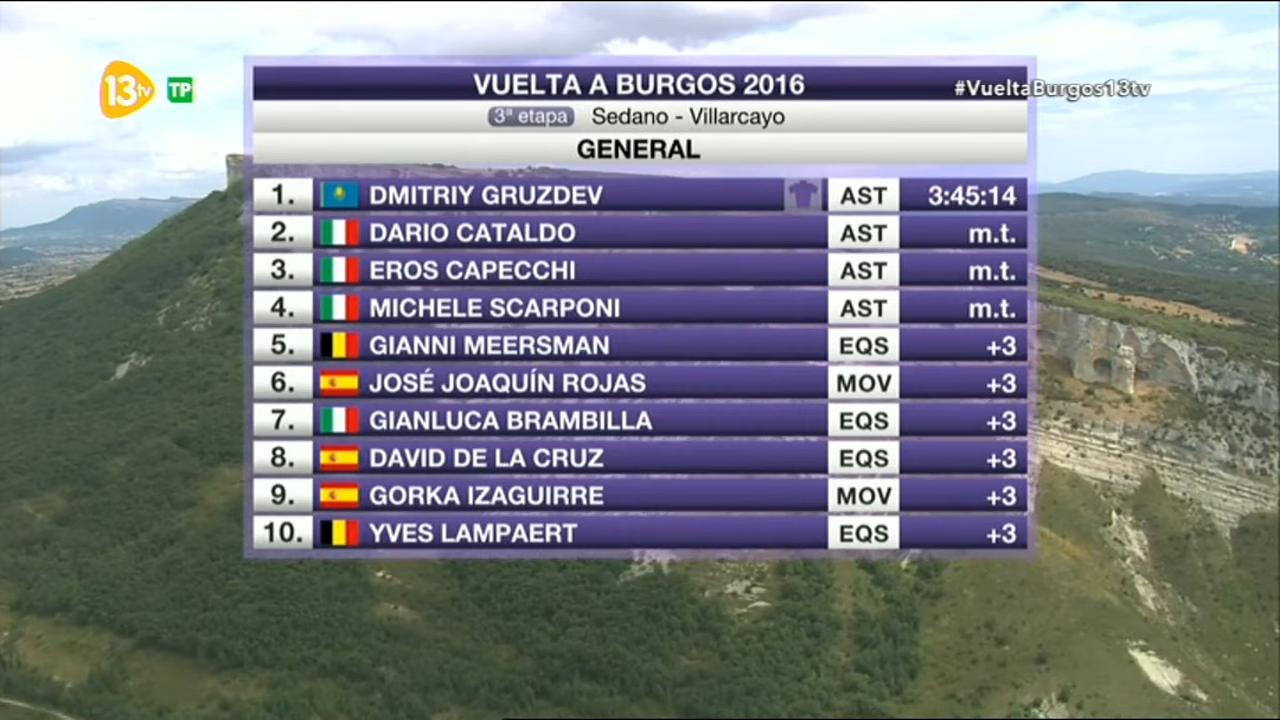 13tv TP
VUELTA A BURGOS 2016 #VueltaBurgos13tv
3ª etapa Sedano - Villarcayo
GENERAL
1. DMITRIY GRUZDEV AST 3:45:14
2. DARIO CATALDO AST m.t.
3. EROS CAPECCHI AST m.t.
4. MICHELE SCARPONI AST m.t.
5. GIANNI MEERSMAN EQS +3
6. JOSÉ JOAQUÍN ROJAS MOV +3
7. GIANLUCA BRAMBILLA EQS +3
8. DAVID DE LA CRUZ EQS +3
9. GORKA IZAGUIRRE MOV +3
10. YVES LAMPAERT EQS +3